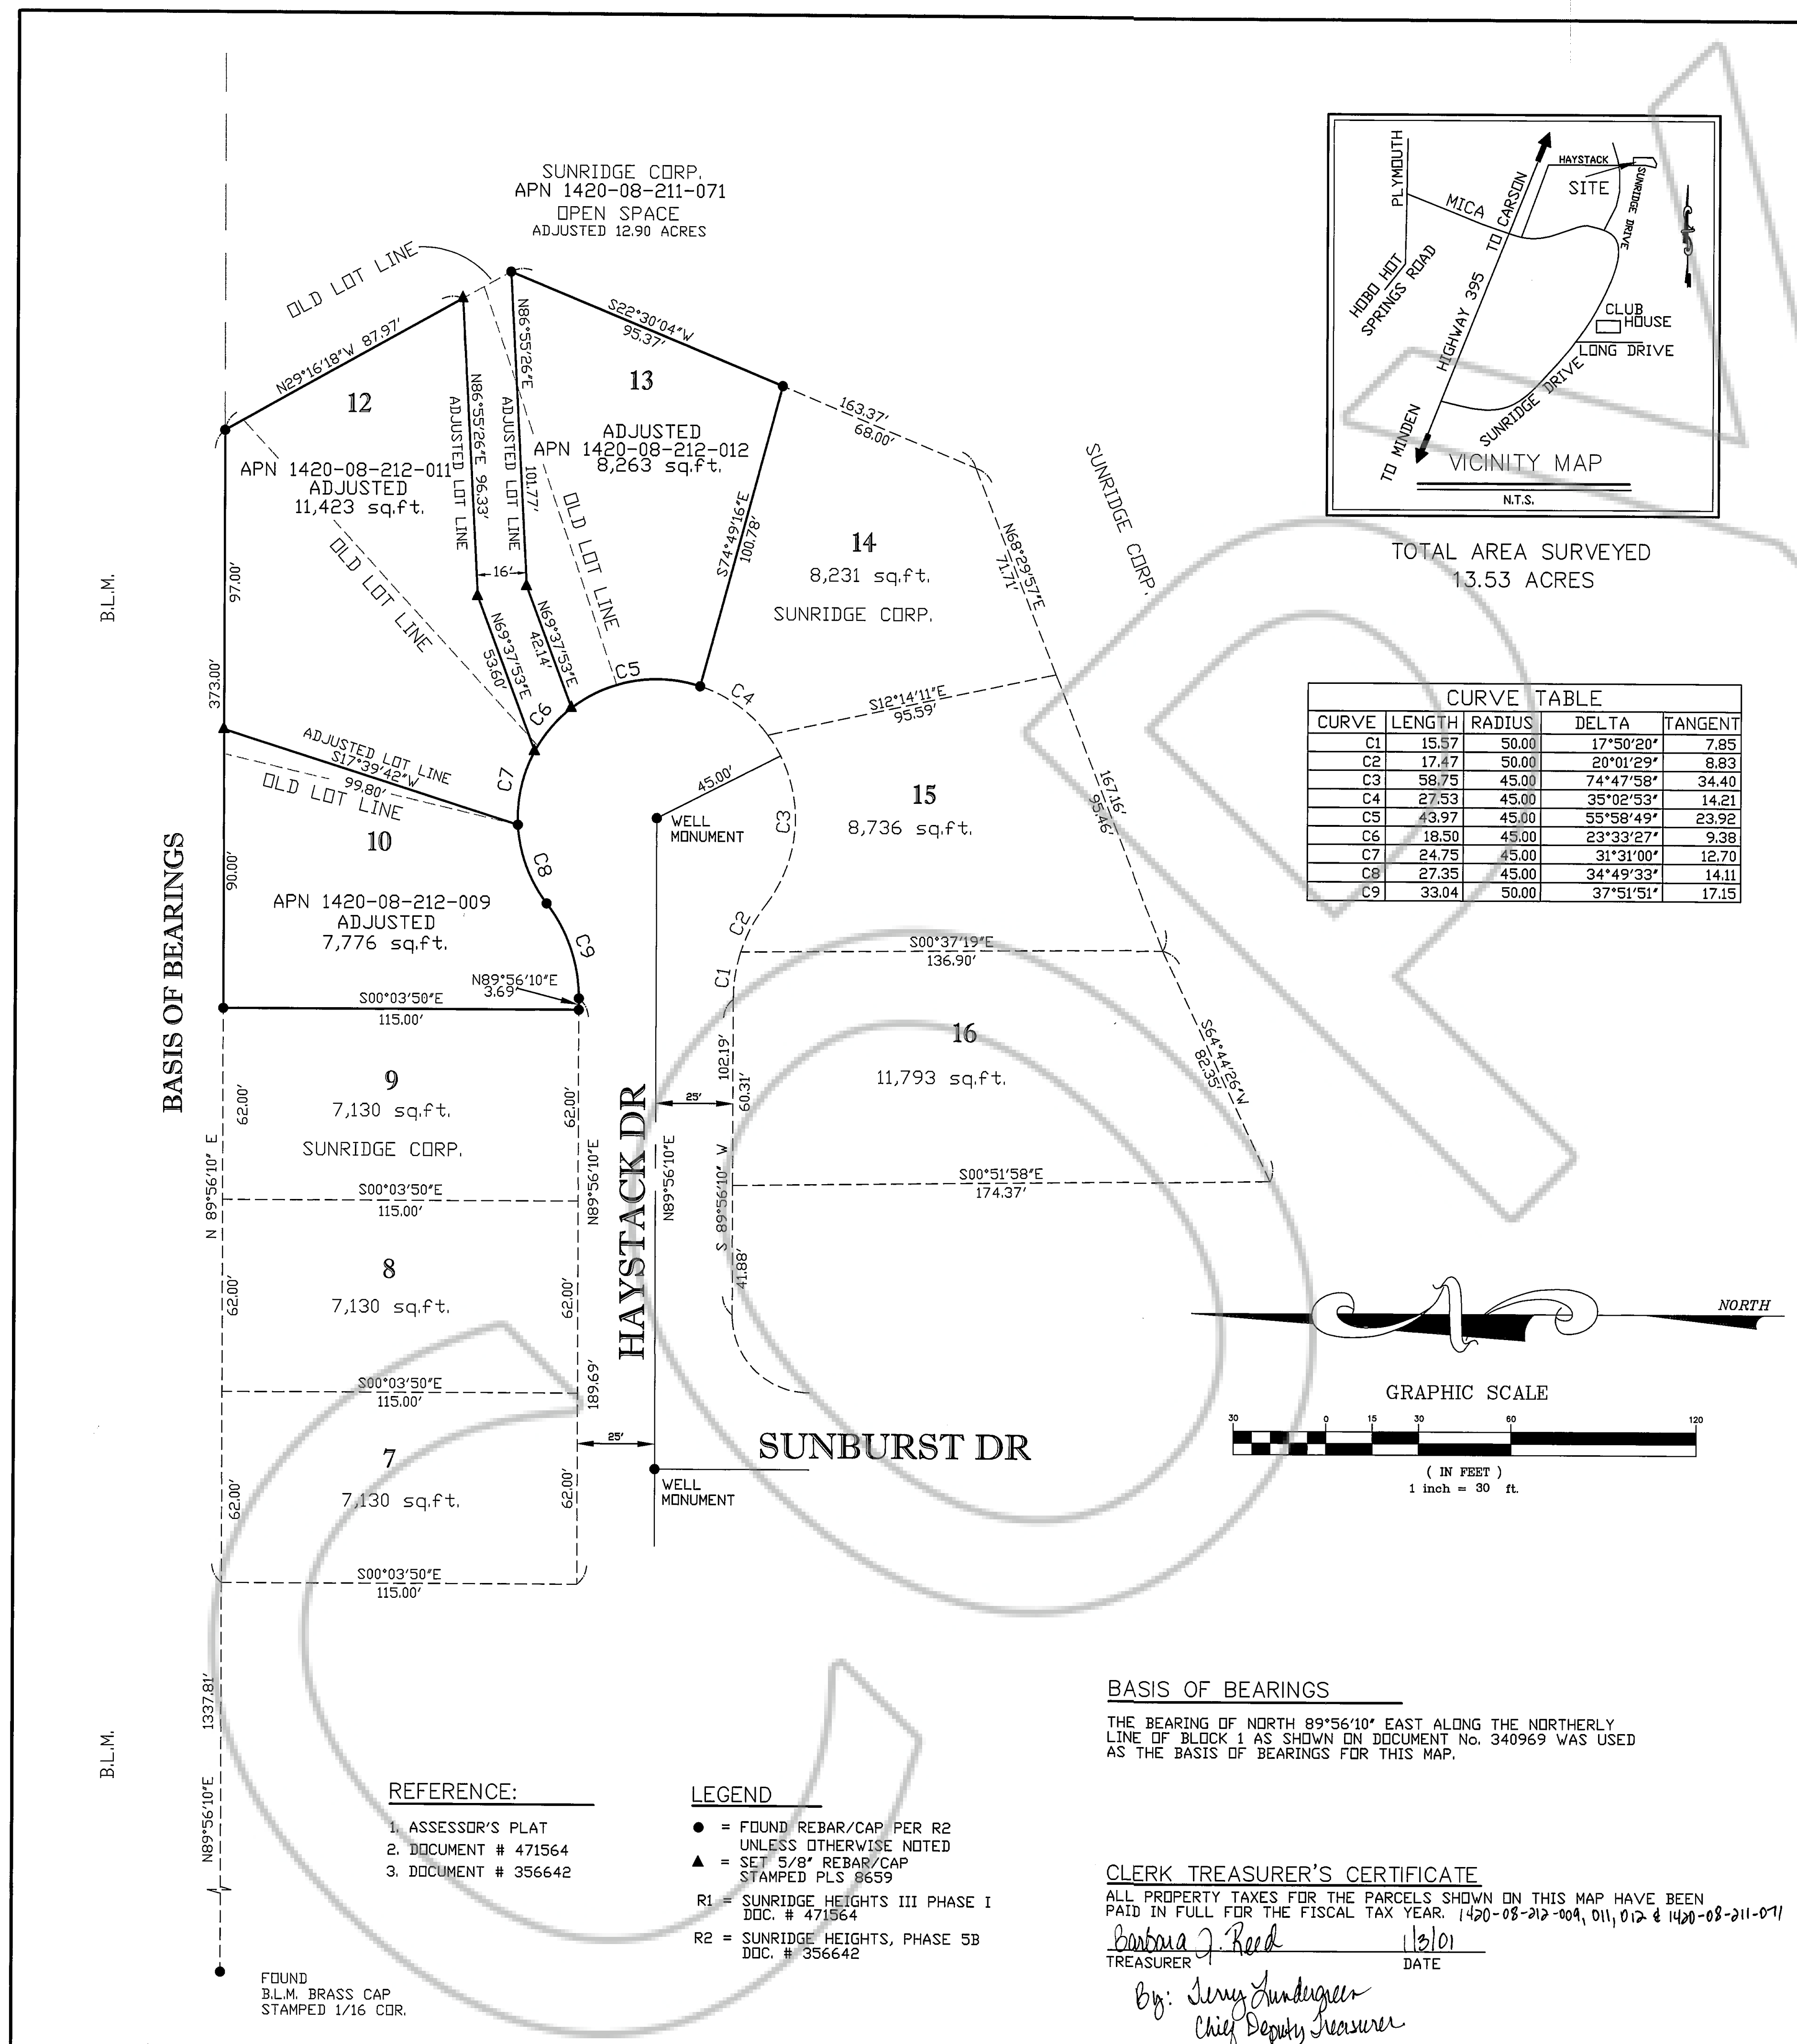 SUNRIDGE CORP.
APN 1420-08-211-071
OPEN SPACE
ADJUSTED 12.90 ACRES
OLD LOT LINE
N29°16'18"W 87.97'
12
APN 1420-08-212-011
ADJUSTED
11,423 sq.ft.
N86°55'26"E 96.33'
ADJUSTED LOT LINE
N86°55'26"E
101.77'
ADJUSTED LOT LINE
16'
S22°30'04"W
95.37'
13
ADJUSTED
APN 1420-08-212-012
8,263 sq.ft.
OLD LOT LINE
OLD LOT LINE
N69°37'53"E
53.60'
N69°37'53"E
42.14'
S74°49'16"E
100.78'
163.37'
68.00'
14
8,231 sq.ft.
SUNRIDGE CORP.
N68°29'57"E
71.71'
SUNRIDGE CORP.
S12°14'11"E
95.59'
B.L.M.
97.00'
373.00'
ADJUSTED LOT LINE
S17°39'42"W
99.80'
OLD LOT LINE
C5
C4
C6
C7
C3
C8
C2
C9
C1
45.00'
WELL
MONUMENT
15
8,736 sq.ft.
167.16'
95.46'
10
90.00'
APN 1420-08-212-009
ADJUSTED
7,776 sq.ft.
N89°56'10"E
3.69'
S00°03'50"E
115.00'
BASIS OF BEARINGS
S00°37'19"E
136.90'
16
11,793 sq.ft.
S64°44'26"W
82.35'
102.19'
60.31'
25'
S 89°56'10" W
41.88'
S00°51'58"E
174.37'
9
7,130 sq.ft.
SUNRIDGE CORP.
62.00'
62.00'
N 89°56'10" E
N89°56'10"E
HAYSTACK DR
N89°56'10"E
S00°03'50"E
115.00'
8
7,130 sq.ft.
62.00'
62.00'
S00°03'50"E
115.00'
189.69'
25'
7
7,130 sq.ft.
62.00'
62.00'
SUNBURST DR
WELL
MONUMENT
S00°03'50"E
115.00'
1337.81'
B.L.M.
N89°56'10"E
FOUND
B.L.M. BRASS CAP
STAMPED 1/16 COR.
PLYMOUTH
MICA
HOBO HOT
SPRINGS ROAD
HIGHWAY 395
TO CARSON
HAYSTACK
SITE
SUNRIDGE DRIVE
CLUB
HOUSE
LONG DRIVE
SUNRIDGE DRIVE
TO MINDEN
VICINITY MAP
N.T.S.
TOTAL AREA SURVEYED
13.53 ACRES
CURVE TABLE
CURVE LENGTH RADIUS DELTA TANGENT
C1 15.57 50.00 17°50'20" 7.85
C2 17.47 50.00 20°01'29" 8.83
C3 58.75 45.00 74°47'58" 34.40
C4 27.53 45.00 35°02'53" 14.21
C5 43.97 45.00 55°58'49" 23.92
C6 18.50 45.00 23°33'27" 9.38
C7 24.75 45.00 31°31'00" 12.70
C8 27.35 45.00 34°49'33" 14.11
C9 33.04 50.00 37°51'51" 17.15
NORTH
GRAPHIC SCALE
30 0 15 30 60 120
( IN FEET )
1 inch = 30 ft.
BASIS OF BEARINGS
THE BEARING OF NORTH 89°56'10" EAST ALONG THE NORTHERLY
LINE OF BLOCK 1 AS SHOWN ON DOCUMENT No. 340969 WAS USED
AS THE BASIS OF BEARINGS FOR THIS MAP.
REFERENCE:
1. ASSESSOR'S PLAT
2. DOCUMENT # 471564
3. DOCUMENT # 356642
LEGEND
= FOUND REBAR/CAP PER R2
UNLESS OTHERWISE NOTED
= SET 5/8" REBAR/CAP
STAMPED PLS 8659
R1 = SUNRIDGE HEIGHTS III PHASE I
DOC. # 471564
R2 = SUNRIDGE HEIGHTS, PHASE 5B
DOC. # 356642
CLERK TREASURER'S CERTIFICATE
ALL PROPERTY TAXES FOR THE PARCELS SHOWN ON THIS MAP HAVE BEEN
PAID IN FULL FOR THE FISCAL TAX YEAR. 1420-08-212-009, 011, 012 & 1420-08-211-071
Barbara J. Reed 1/3/01
TREASURER DATE
By: Terry Lundergreen
Chief Deputy Treasurer